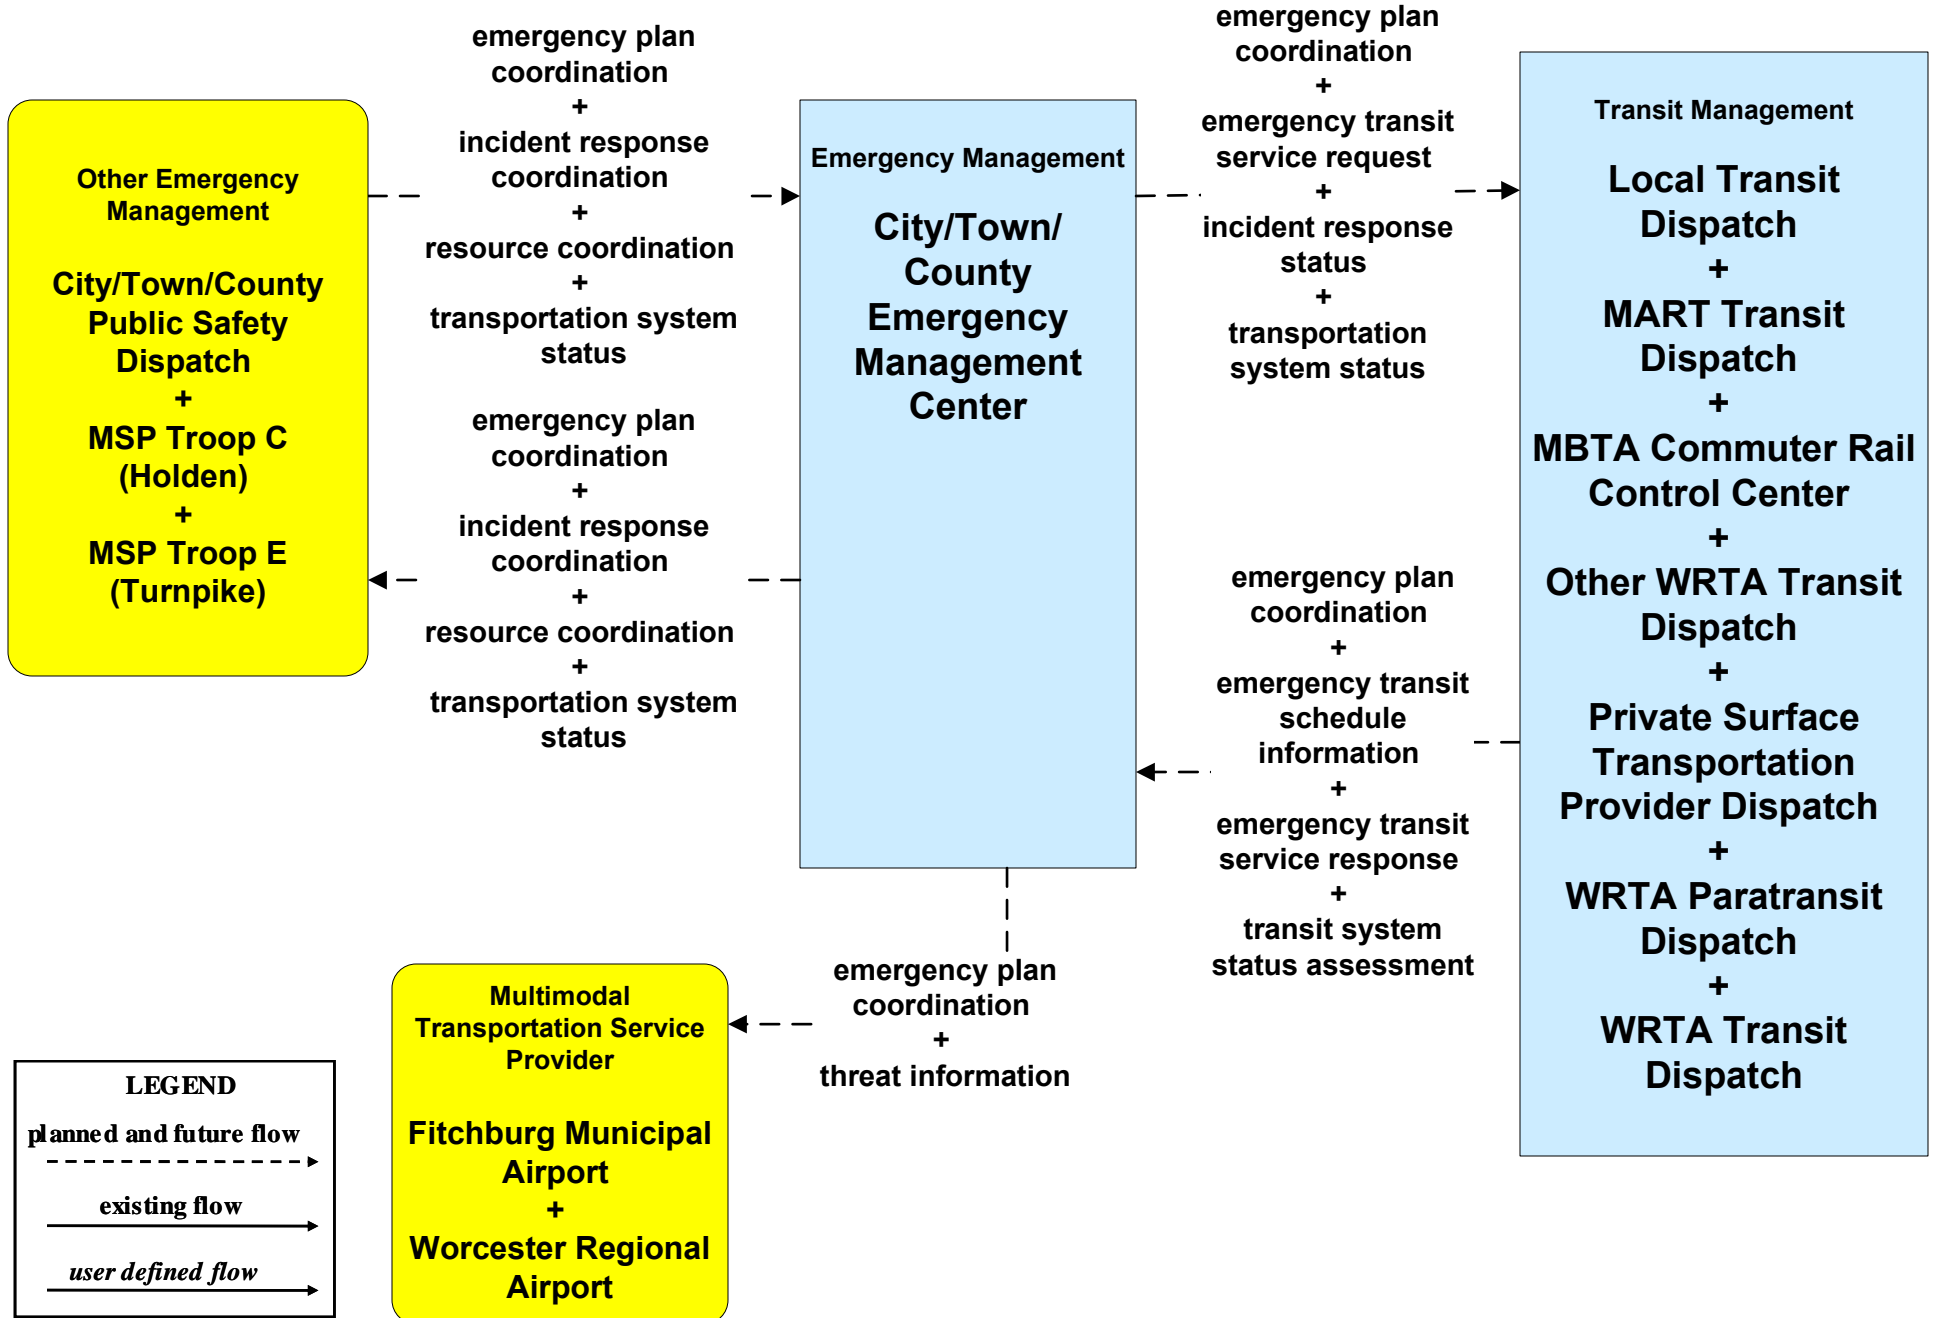 Other Emergency
Management
City/Town/County
Public Safety
Dispatch
+
MSP Troop C
(Holden)
+
MSP Troop E
(Turnpike)
emergency plan
coordination
+
incident response
coordination
+
resource coordination
+
transportation system
status
emergency plan
coordination
+
incident response
coordination
+
resource coordination
+
transportation system
status
Emergency Management
City/Town/
County
Emergency
Management
Center
emergency plan
coordination
+
emergency transit
service request
+
incident response
status
+
transportation
system status
emergency plan
coordination
+
emergency transit
schedule
information
+
emergency transit
service response
+
transit system
status assessment
Transit Management
Local Transit
Dispatch
+
MART Transit
Dispatch
+
MBTA Commuter Rail
Control Center
+
Other WRTA Transit
Dispatch
+
Private Surface
Transportation
Provider Dispatch
+
WRTA Paratransit
Dispatch
+
WRTA Transit
Dispatch
emergency plan
coordination
+
threat information
Multimodal
Transportation Service
Provider
Fitchburg Municipal
Airport
+
Worcester Regional
Airport
LEGEND
planned and future flow
existing flow
user defined flow